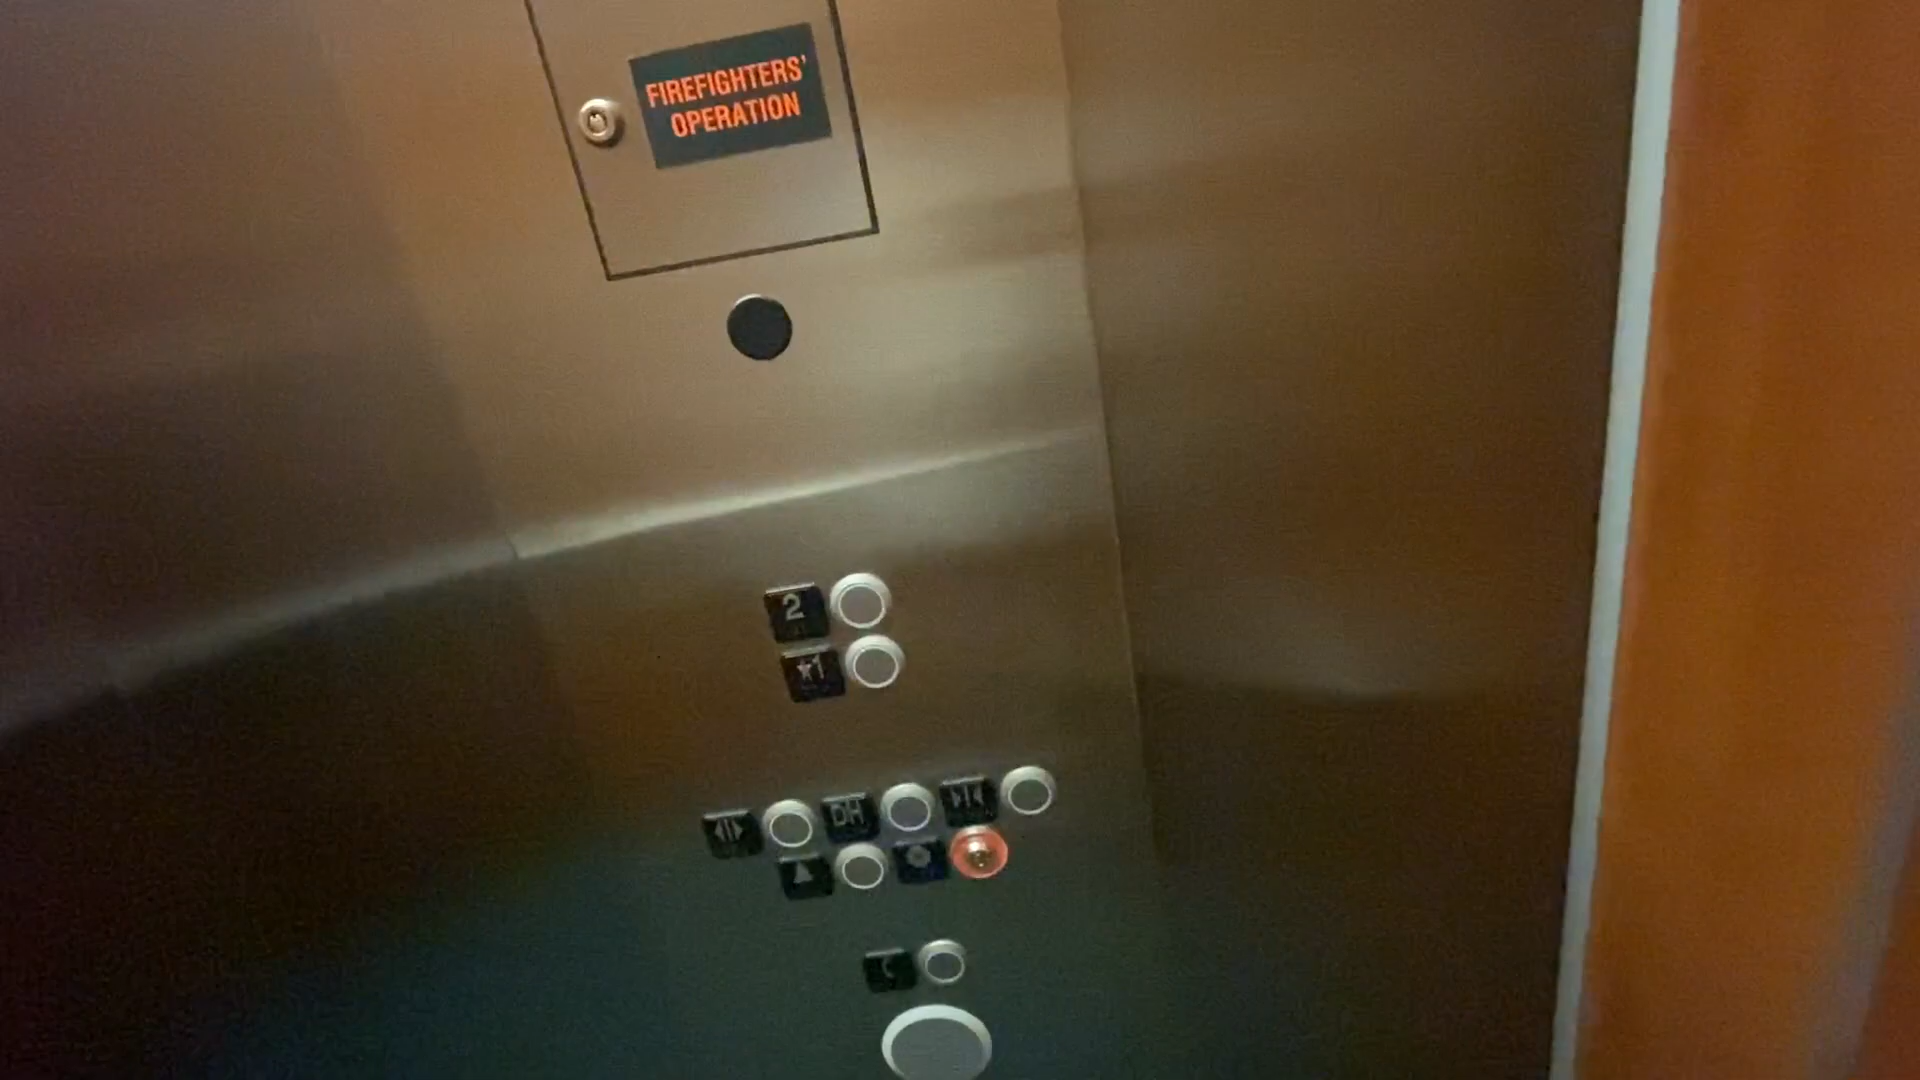 FIREFIGHTERS'
OPERATION
2
★1
DH